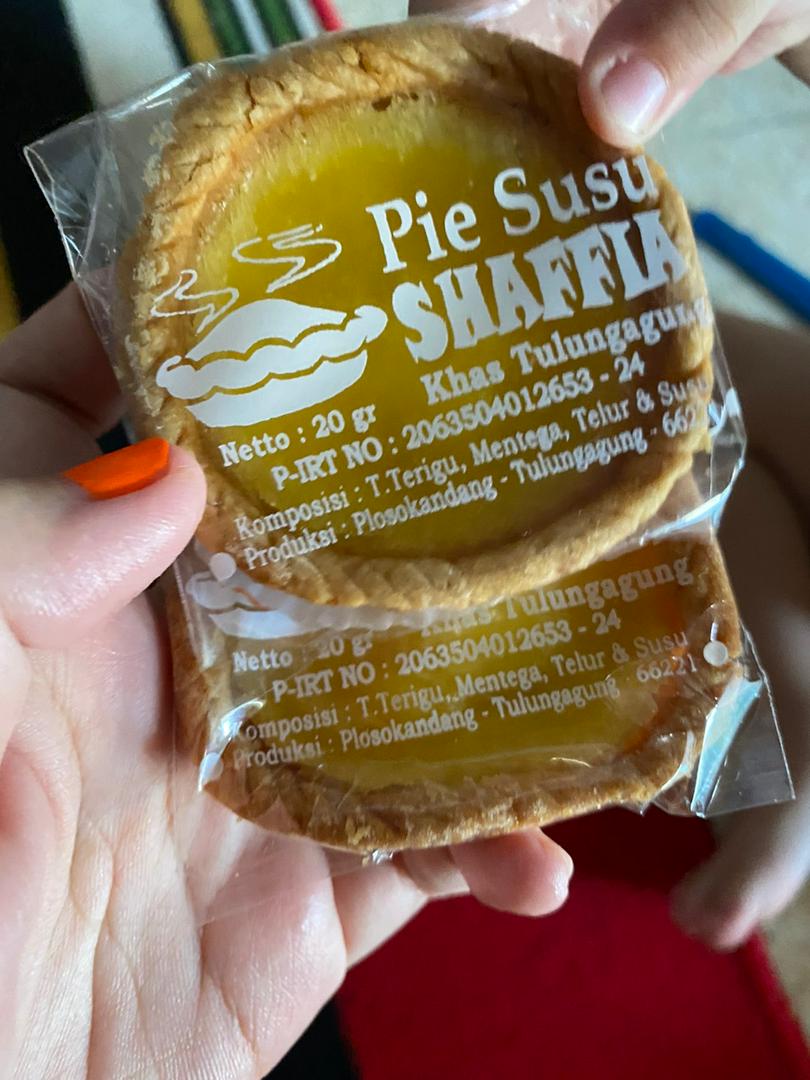 Pie Susu
SHAFFIA
Khas Tulungagung
Netto : 20 gr
P-IRT NO : 2063504012653 - 24
Komposisi : T.Terigu, Mentega, Telur & Susu
Produksi : Plosokandang - Tulungagung - 66221
Khas Tulungagung
Netto : 20 gr
P-IRT NO : 2063504012653 - 24
Komposisi : T.Terigu, Mentega, Telur & Susu
Produksi : Plosokandang - Tulungagung 66221